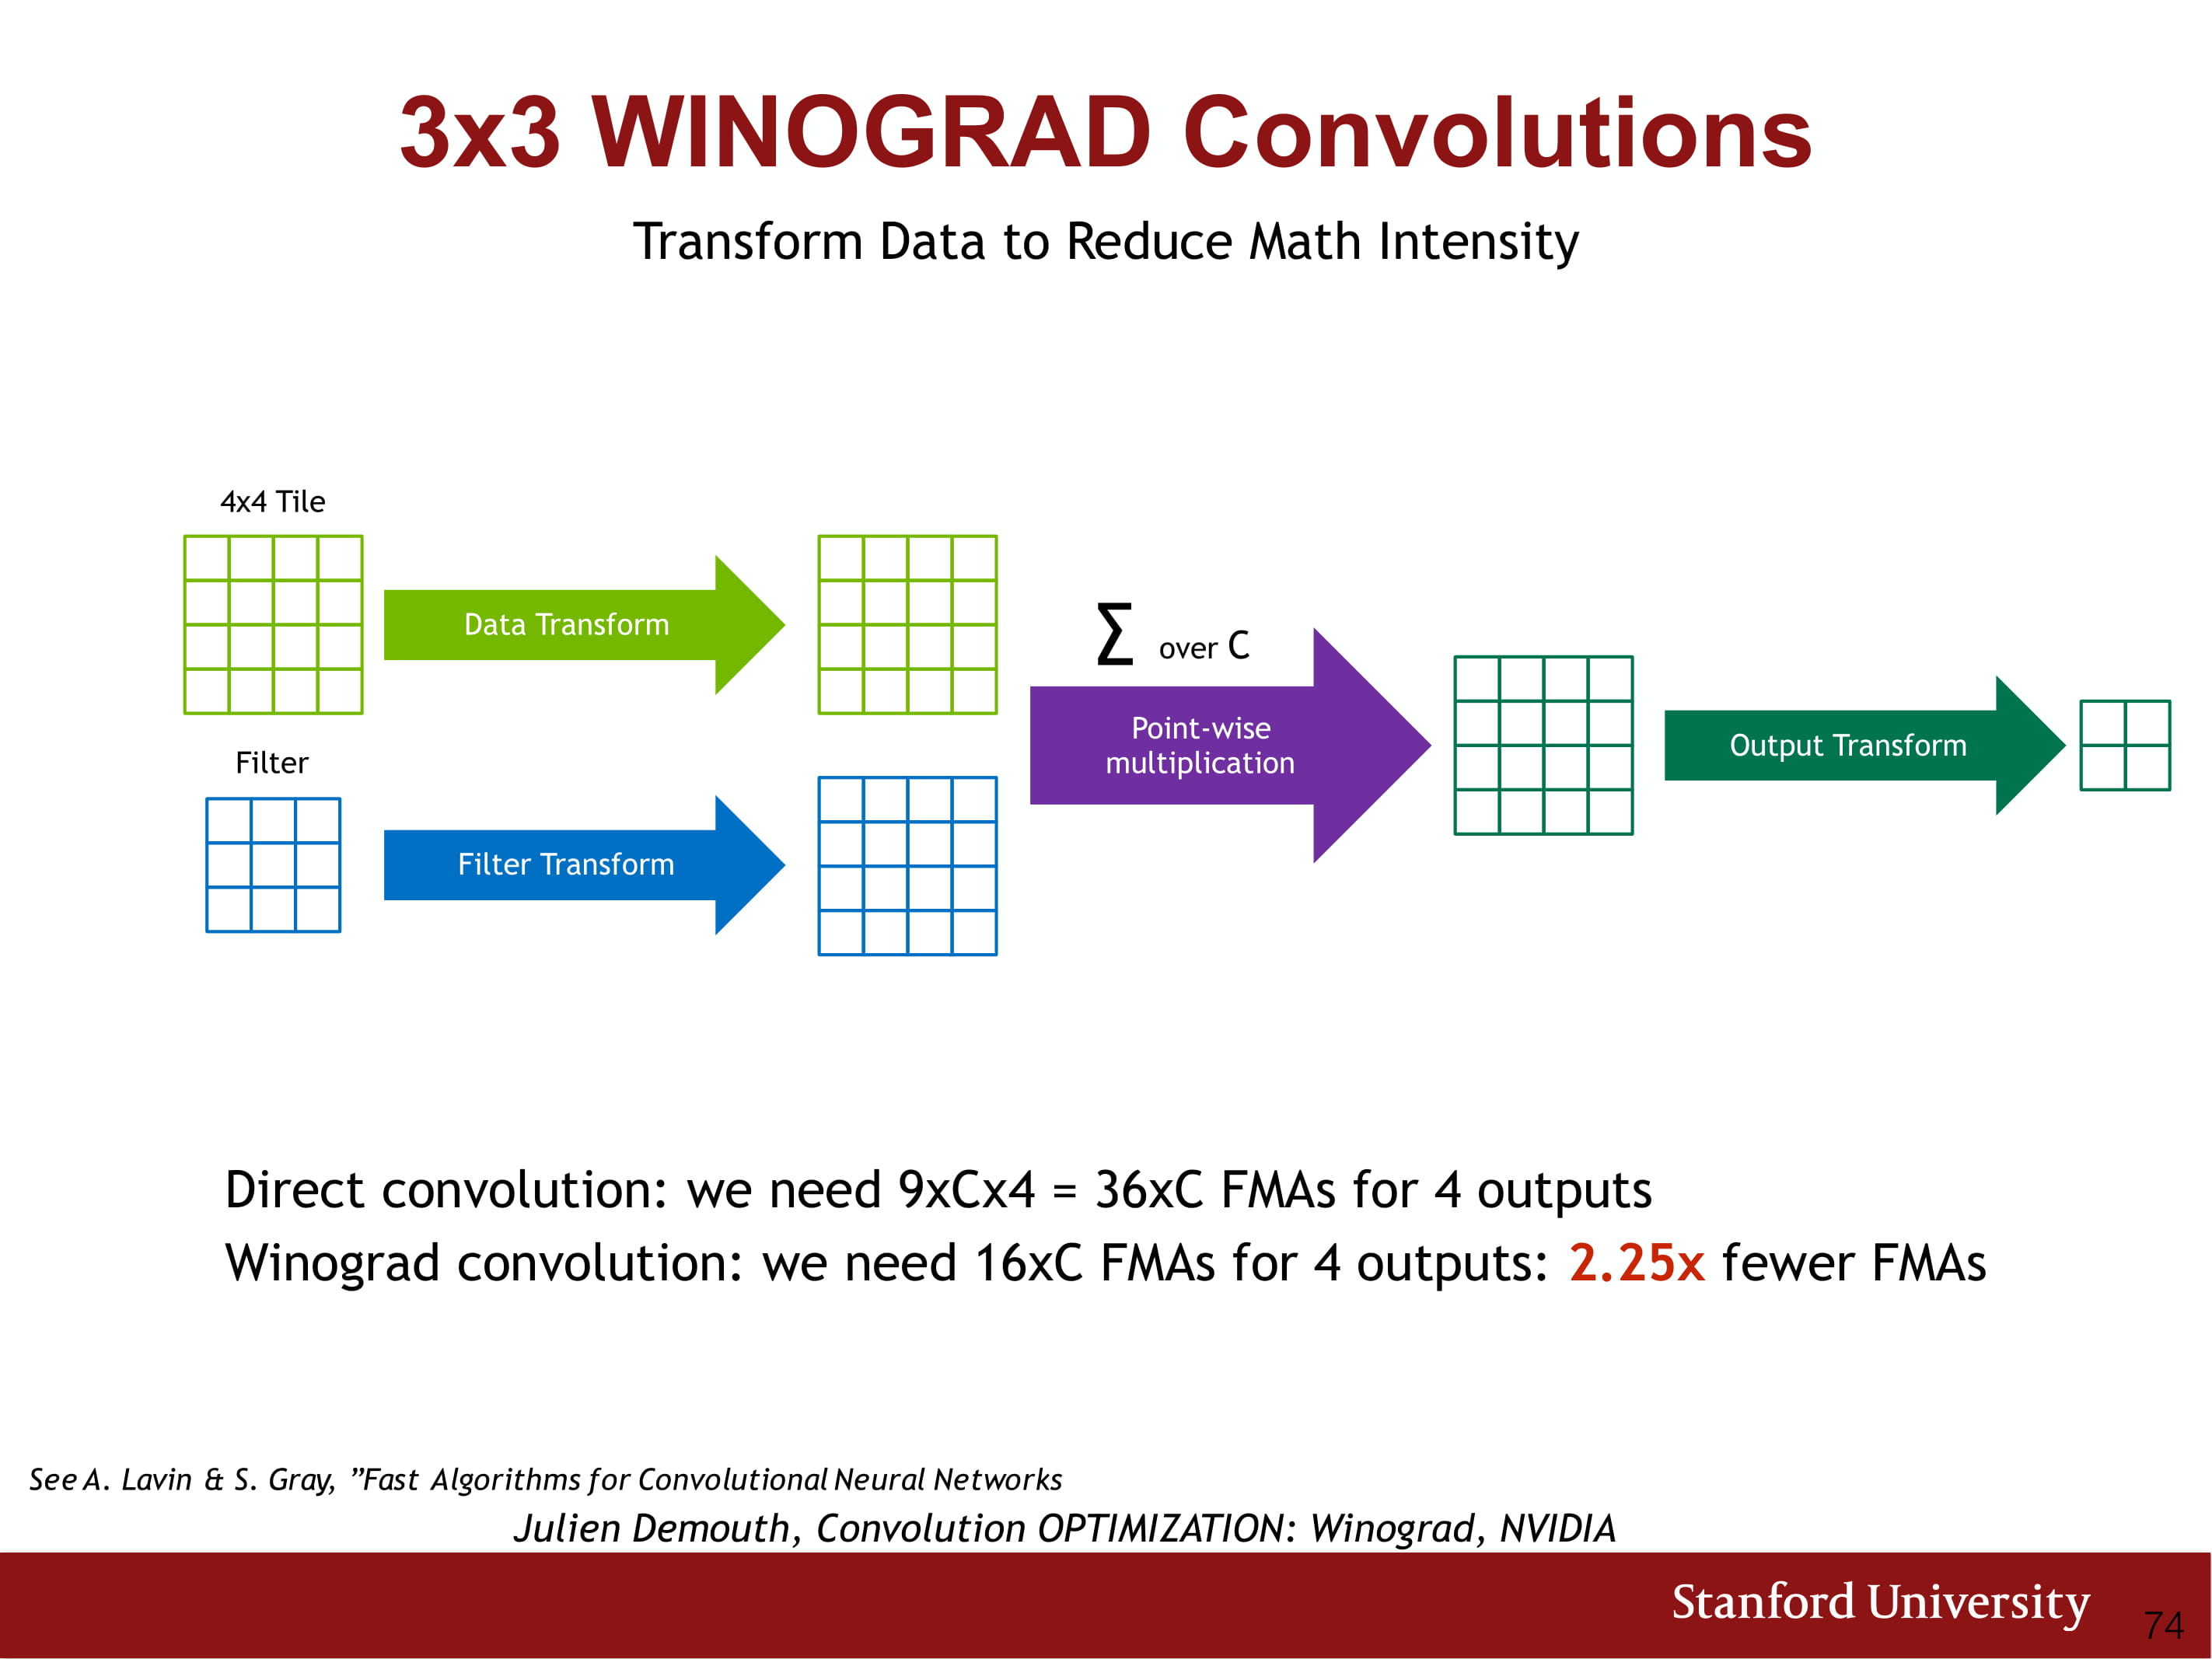 3x3 WINOGRAD Convolutions
Transform Data to Reduce Math Intensity
4x4 Tile
Data Transform
Filter
Filter Transform
Σ over C
Point-wise
multiplication
Output Transform
Direct convolution: we need 9xCx4 = 36xC FMAs for 4 outputs
Winograd convolution: we need 16xC FMAs for 4 outputs: 2.25x fewer FMAs
See A. Lavin & S. Gray, ”Fast Algorithms for Convolutional Neural Networks
Julien Demouth, Convolution OPTIMIZATION: Winograd, NVIDIA
Stanford University
74